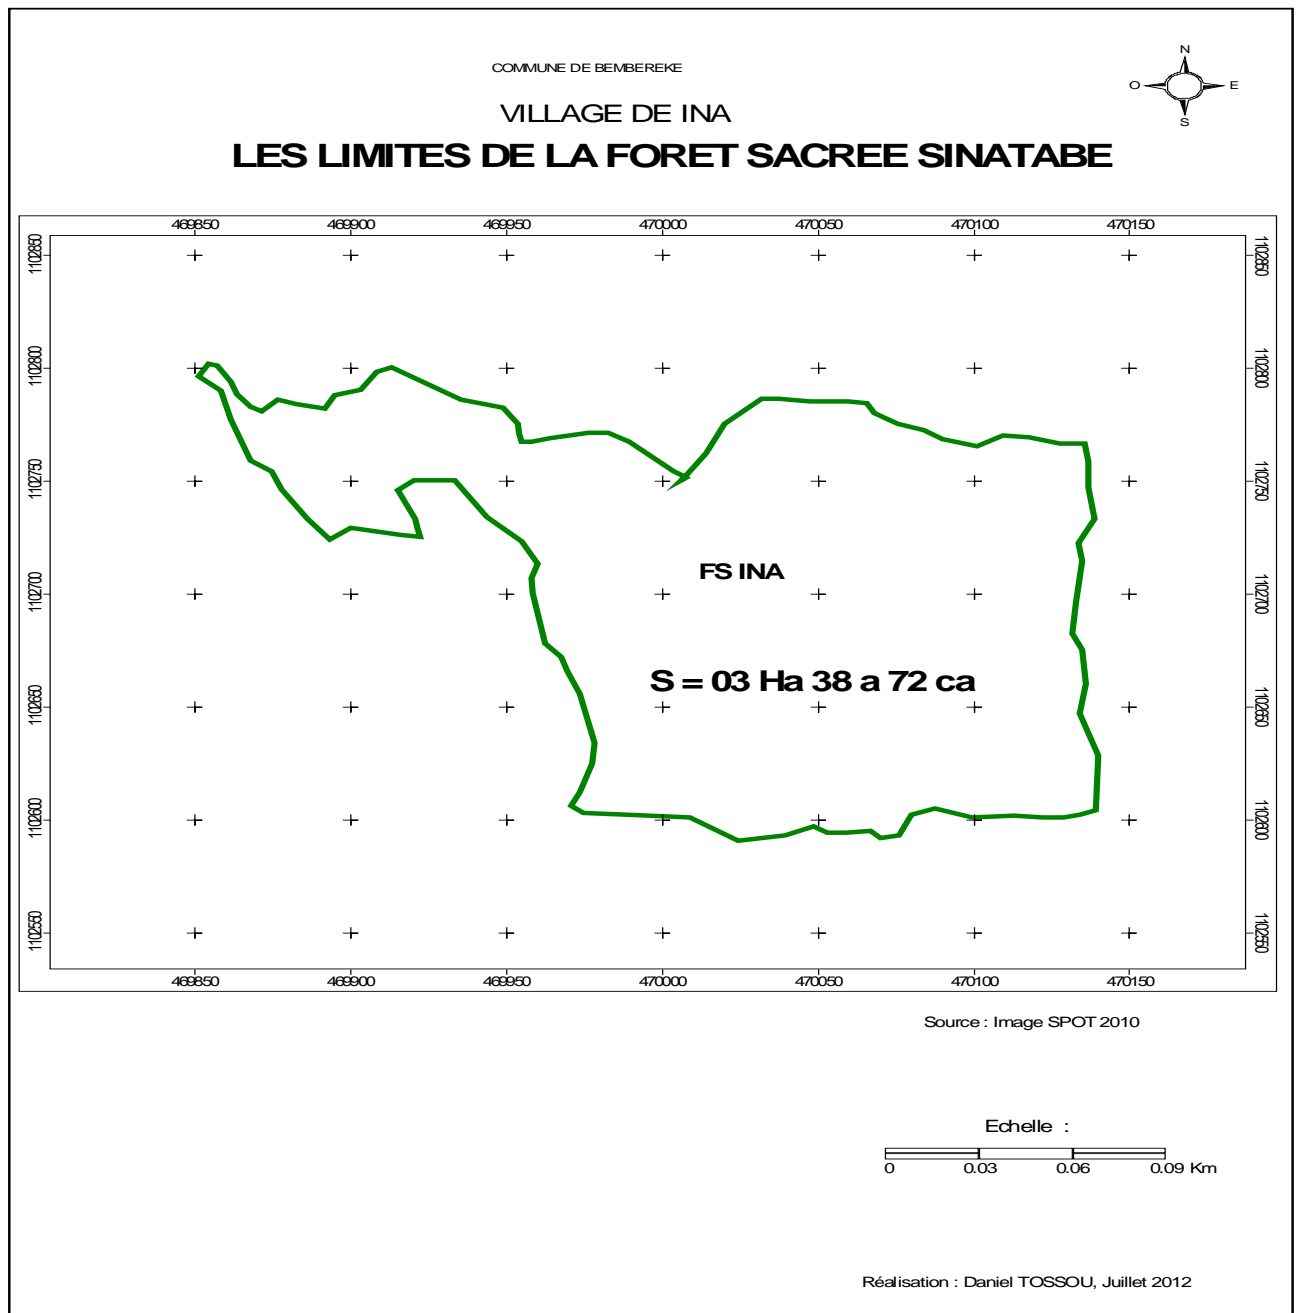 COMMUNE DE BEMBEREKE
N
O
E
S
VILLAGE DE INA
LES LIMITES DE LA FORET SACREE SINATABE
469850 469900 469950 470000 470050 470100 470150
1102850 1102850
1102800 1102800
1102750 1102750
FS INA
1102700 1102700
S = 03 Ha 38 a 72 ca
1102650 1102650
1102600 1102600
1102550 1102550
469850 469900 469950 470000 470050 470100 470150
Source : Image SPOT 2010
Echelle :
0 0.03 0.06 0.09 Km
Réalisation : Daniel TOSSOU, Juillet 2012